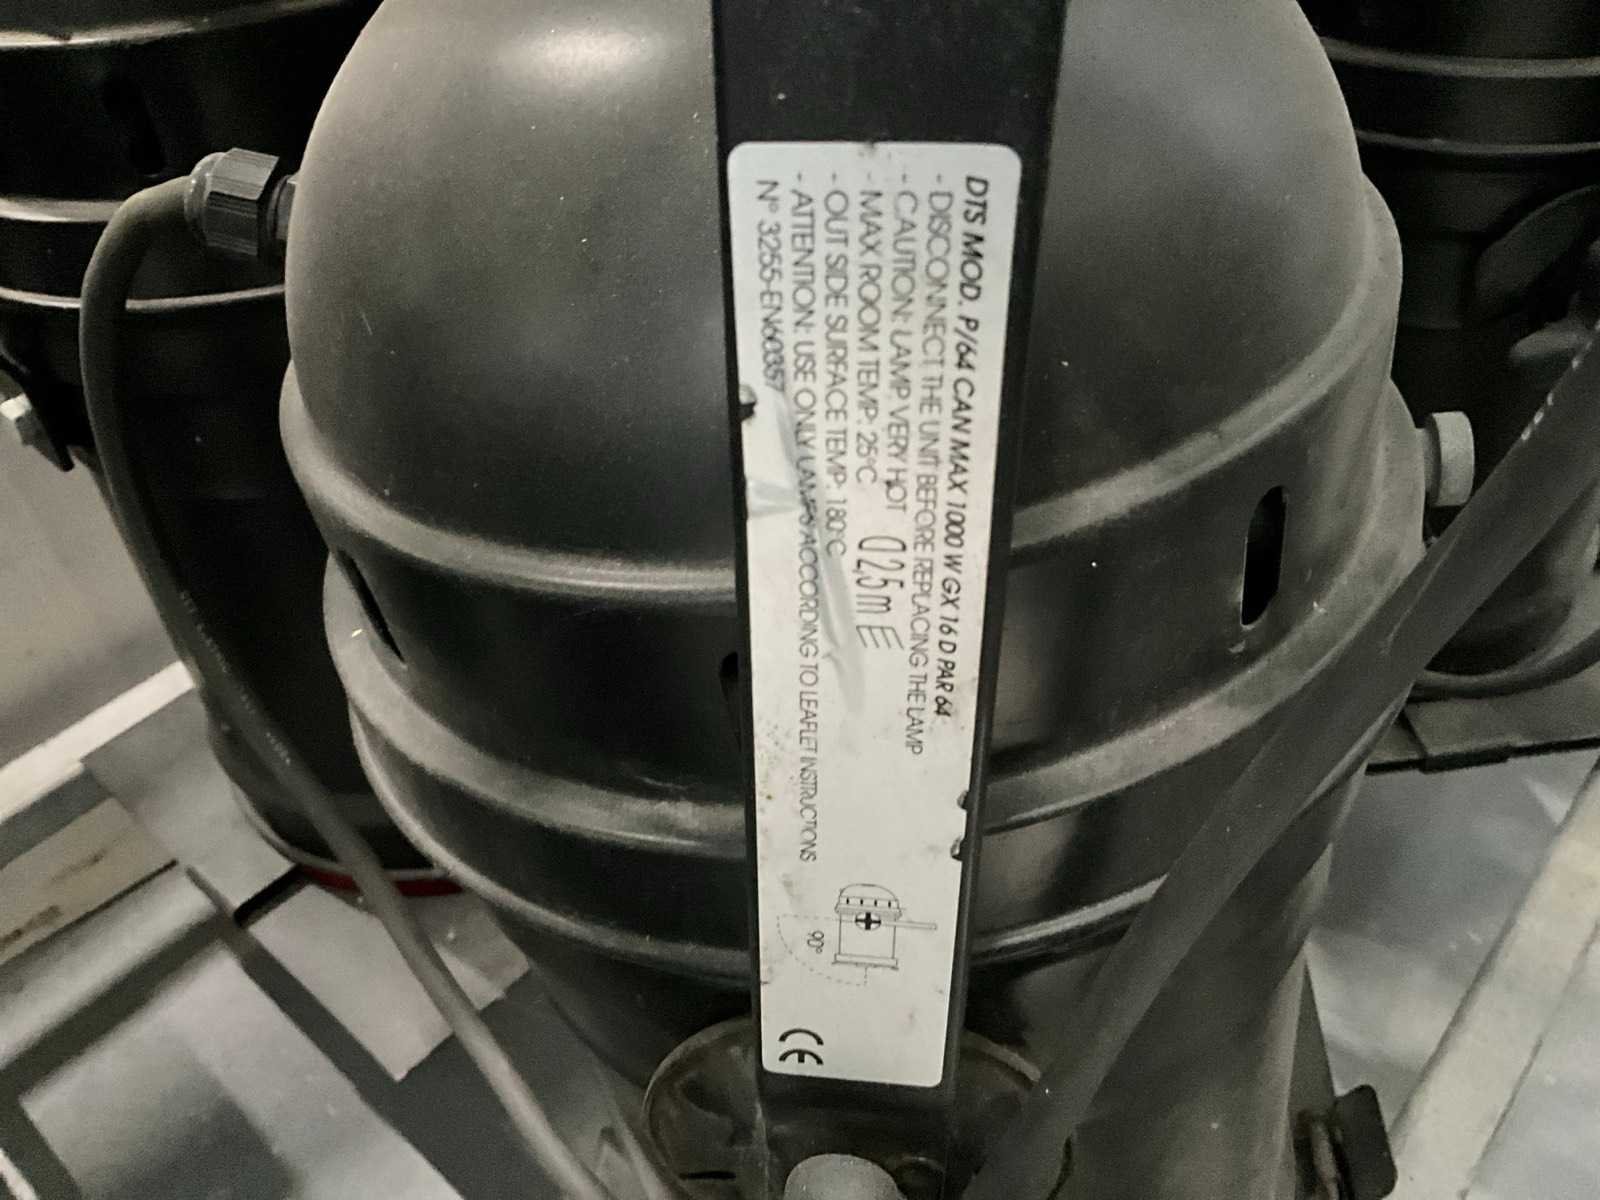 DTS MOD. P/64 CAN MAX 1000 W GX 16 D PAR 64
- DISCONNECT THE UNIT BEFORE REPLACING THE LAMP
- CAUTION: LAMP VERY HOT
- MAX ROOM TEMP: 25°C 0 2,5 m E
- OUT SIDE SURFACE TEMP: 180°C
- ATTENTION: USE ONLY LAMPS ACCORDING TO LEAFLET INSTRUCTIONS
N° 3255-EN60357
90°
CE